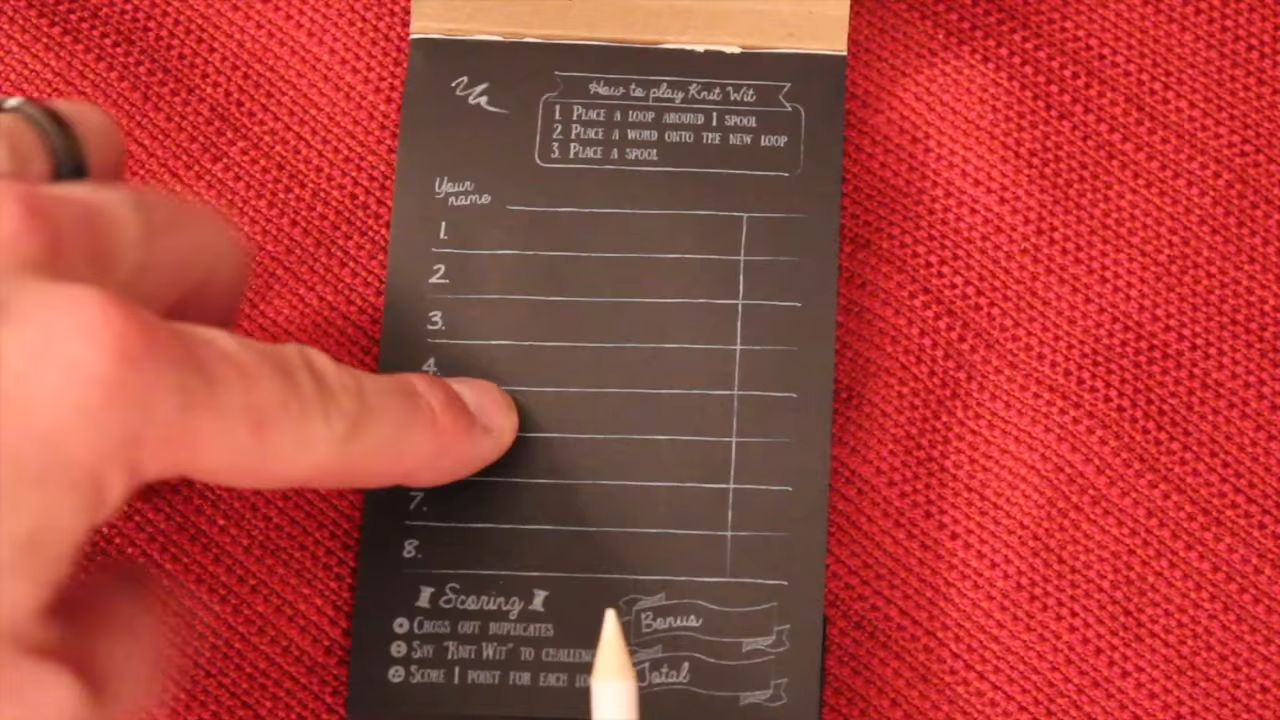 How to play Knit Wit
1. Place a loop around 1 spool
2. Place a word onto the new loop
3. Place a spool
Your name
1.
2.
3.
4.
7.
8.
Scoring
Cross out duplicates
Say "Knit Wit" to
Score 1 point for each
Bonus
Total